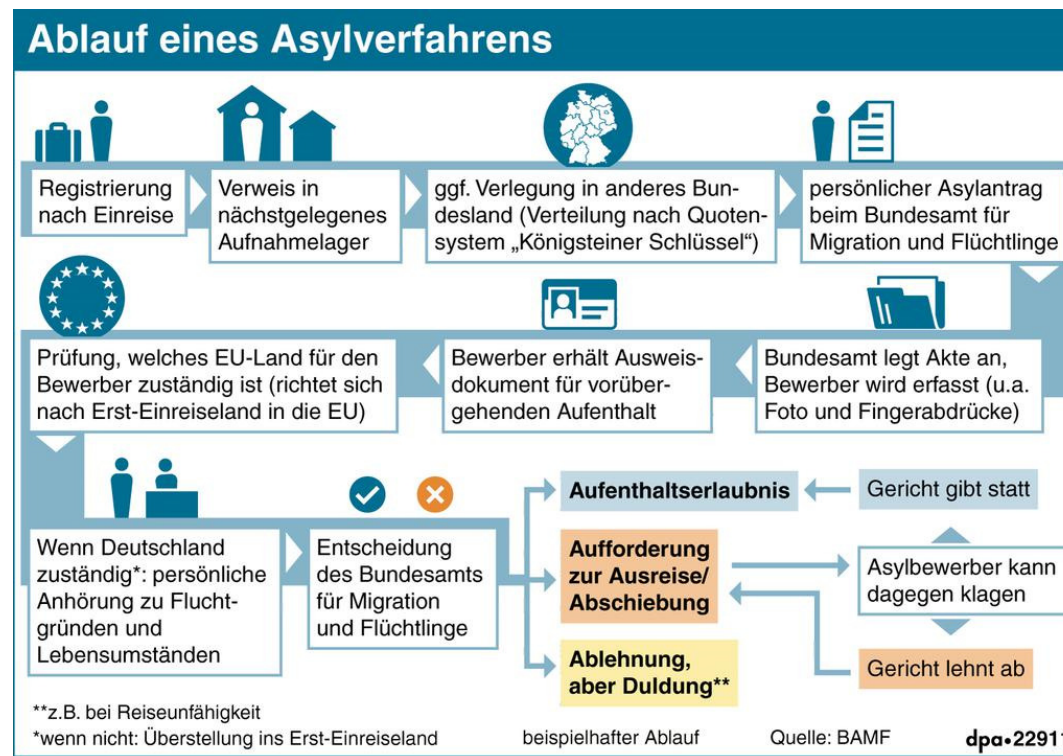 Ablauf eines Asylverfahrens
Registrierung
nach Einreise
Verweis in
nächstgelegenes
Aufnahmelager
ggf. Verlegung in anderes Bun-
desland (Verteilung nach Quoten-
system „Königsteiner Schlüssel“)
persönlicher Asylantrag
beim Bundesamt für
Migration und Flüchtlinge
Bundesamt legt Akte an,
Bewerber wird erfasst (u.a.
Foto und Fingerabdrücke)
Bewerber erhält Ausweis-
dokument für vorüber-
gehenden Aufenthalt
Prüfung, welches EU-Land für den
Bewerber zuständig ist (richtet sich
nach Erst-Einreiseland in die EU)
Wenn Deutschland
zuständig*: persönliche
Anhörung zu Flucht-
gründen und
Lebensumständen
Entscheidung
des Bundesamts
für Migration
und Flüchtlinge
Aufenthaltserlaubnis
Gericht gibt statt
Aufforderung
zur Ausreise/
Abschiebung
Asylbewerber kann
dagegen klagen
Ablehnung,
aber Duldung**
Gericht lehnt ab
**z.B. bei Reiseunfähigkeit
*wenn nicht: Überstellung ins Erst-Einreiseland
beispielhafter Ablauf
Quelle: BAMF
dpa•2291